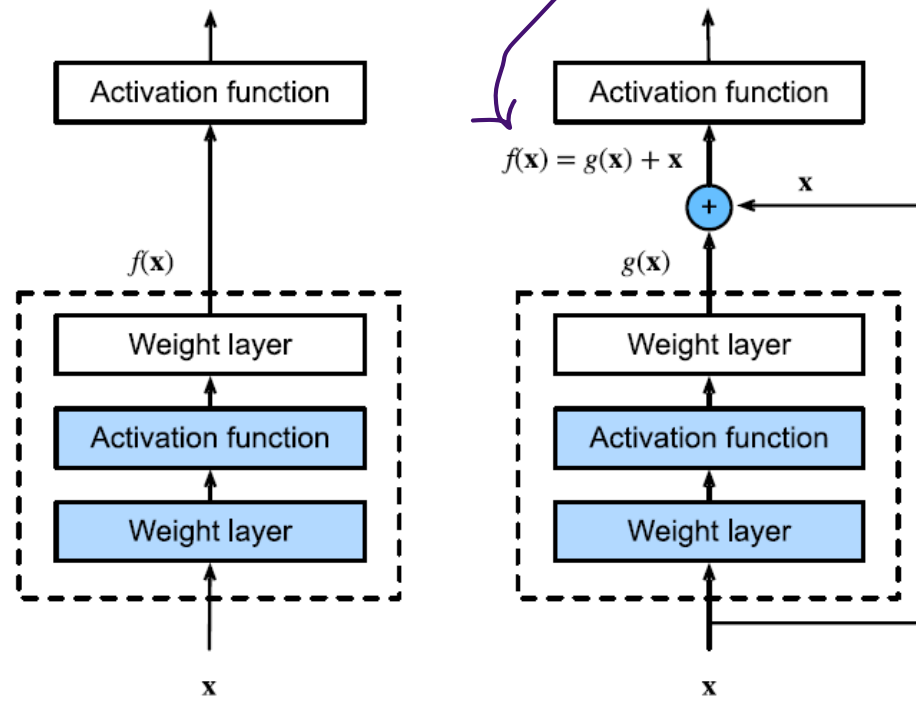 Activation function
f(x)
Weight layer
Activation function
Weight layer
x
Activation function
f(x) = g(x) + x
x
+
g(x)
Weight layer
Activation function
Weight layer
x